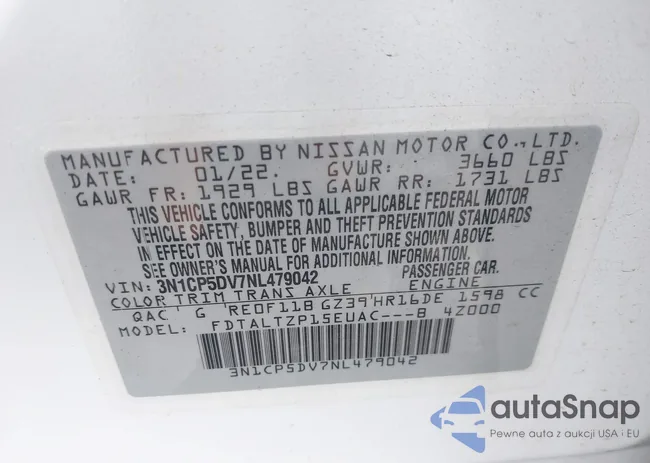 MANUFACTURED BY NISSAN MOTOR CO., LTD.
DATE: 01/22. GVWR: 3660 LBS
GAWR FR: 1929 LBS GAWR RR: 1731 LBS
THIS VEHICLE CONFORMS TO ALL APPLICABLE FEDERAL MOTOR
VEHICLE SAFETY, BUMPER AND THEFT PREVENTION STANDARDS
IN EFFECT ON THE DATE OF MANUFACTURE SHOWN ABOVE.
SEE OWNER'S MANUAL FOR ADDITIONAL INFORMATION.
VIN: 3N1CP5DV7NL479042 PASSENGER CAR.
COLOR TRIM TRANS AXLE ENGINE
QAC G RE0F11B GZ39 HR16DE 1598 CC
FDTALTZP15EUAC---B 4Z000
3N1CP5DV7NL479042
autaSnap
Pewne auta z aukcji USA i EU